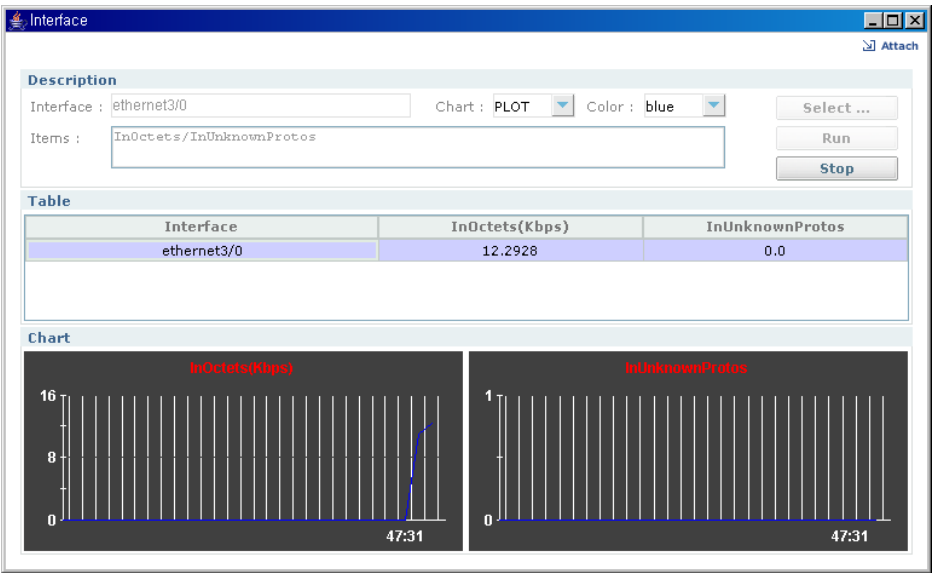 Interface
Attach
Description
Interface : ethernet3/0 Chart : PLOT Color : blue Select ...
Items : InOctets/InUnknownProtos Run
Stop
Table
Interface InOctets(Kbps) InUnknownProtos
ethernet3/0 12.2928 0.0
Chart
InOctets(Kbps) InUnknownProtos
16 1
8
0 0
47:31 47:31